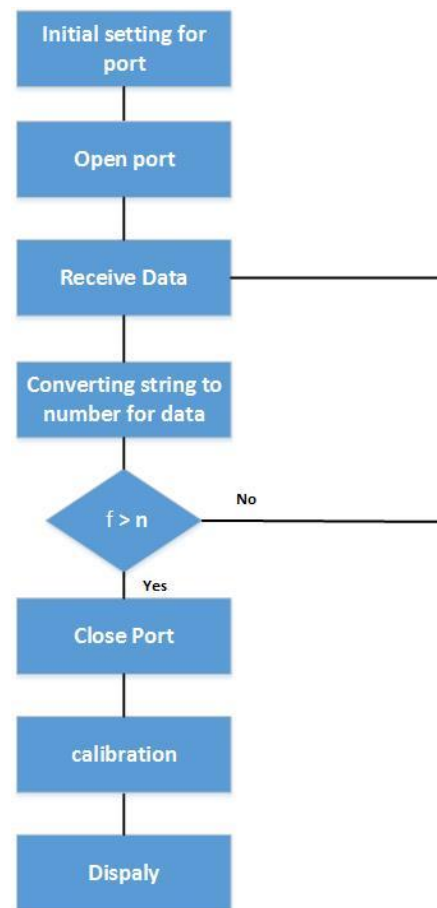 Initial setting for
port
Open port
Receive Data
Converting string to
number for data
f > n
No
Yes
Close Port
calibration
Dispaly